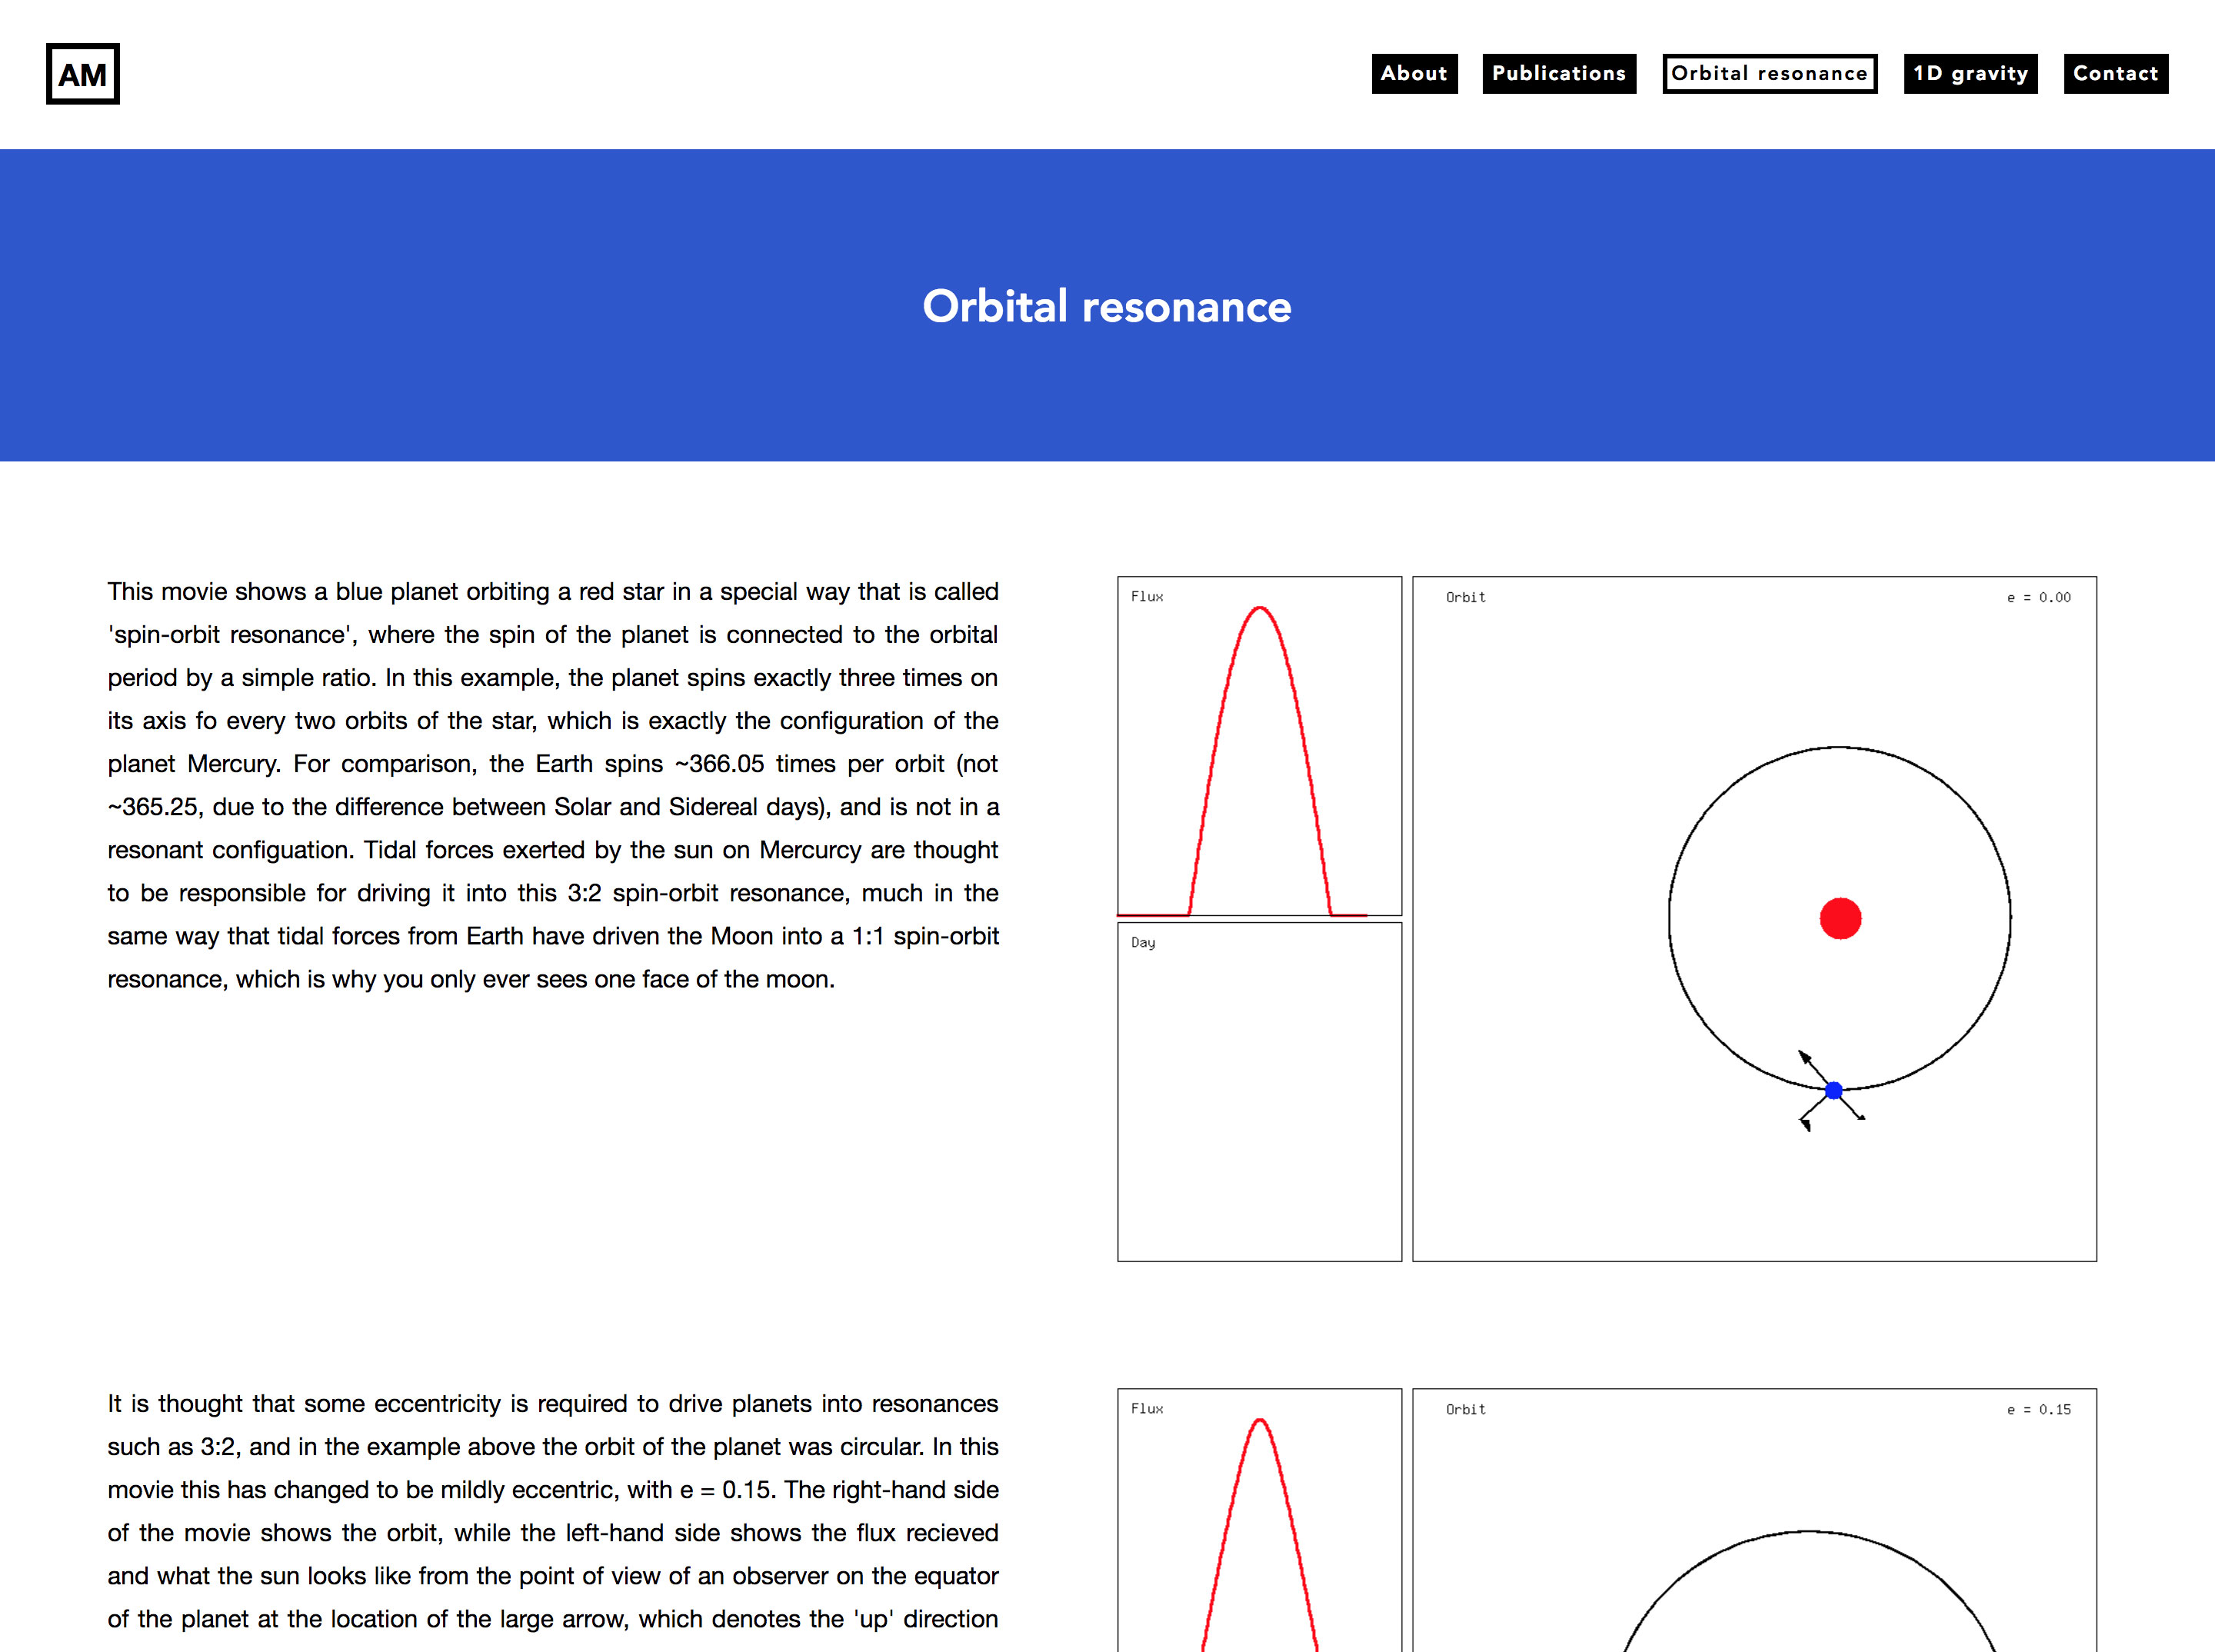 AM
About Publications Orbital resonance 1D gravity Contact
Orbital resonance
This movie shows a blue planet orbiting a red star in a special way that is called
'spin-orbit resonance', where the spin of the planet is connected to the orbital
period by a simple ratio. In this example, the planet spins exactly three times on
its axis fo every two orbits of the star, which is exactly the configuration of the
planet Mercury. For comparison, the Earth spins ~366.05 times per orbit (not
~365.25, due to the difference between Solar and Sidereal days), and is not in a
resonant configuation. Tidal forces exerted by the sun on Mercurcy are thought
to be responsible for driving it into this 3:2 spin-orbit resonance, much in the
same way that tidal forces from Earth have driven the Moon into a 1:1 spin-orbit
resonance, which is why you only ever sees one face of the moon.
Flux
Day
Orbit
e = 0.00
It is thought that some eccentricity is required to drive planets into resonances
such as 3:2, and in the example above the orbit of the planet was circular. In this
movie this has changed to be mildly eccentric, with e = 0.15. The right-hand side
of the movie shows the orbit, while the left-hand side shows the flux recieved
and what the sun looks like from the point of view of an observer on the equator
of the planet at the location of the large arrow, which denotes the 'up' direction
Flux
Orbit
e = 0.15